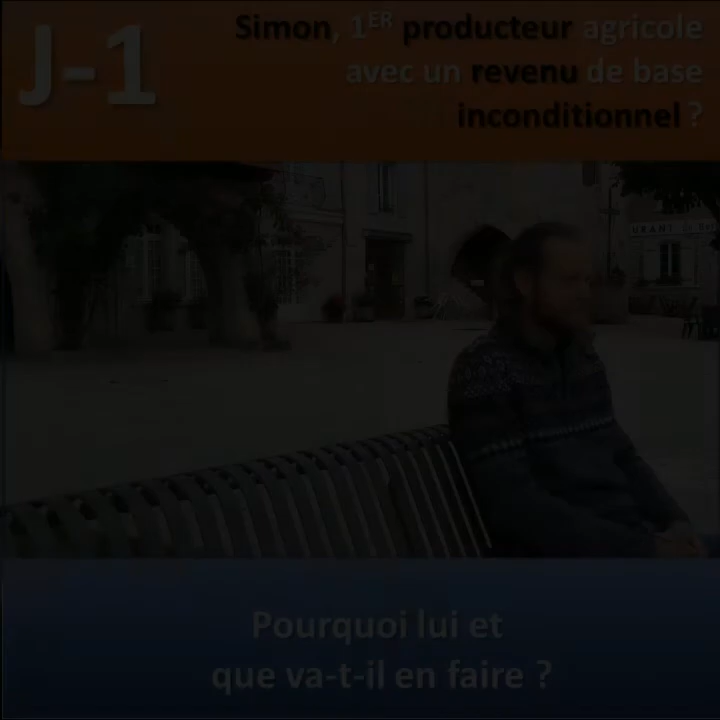 J-1
Simon, 1ER producteur agricole
avec un revenu de base
inconditionnel ?
URANT
Pourquoi lui et
que va-t-il en faire ?